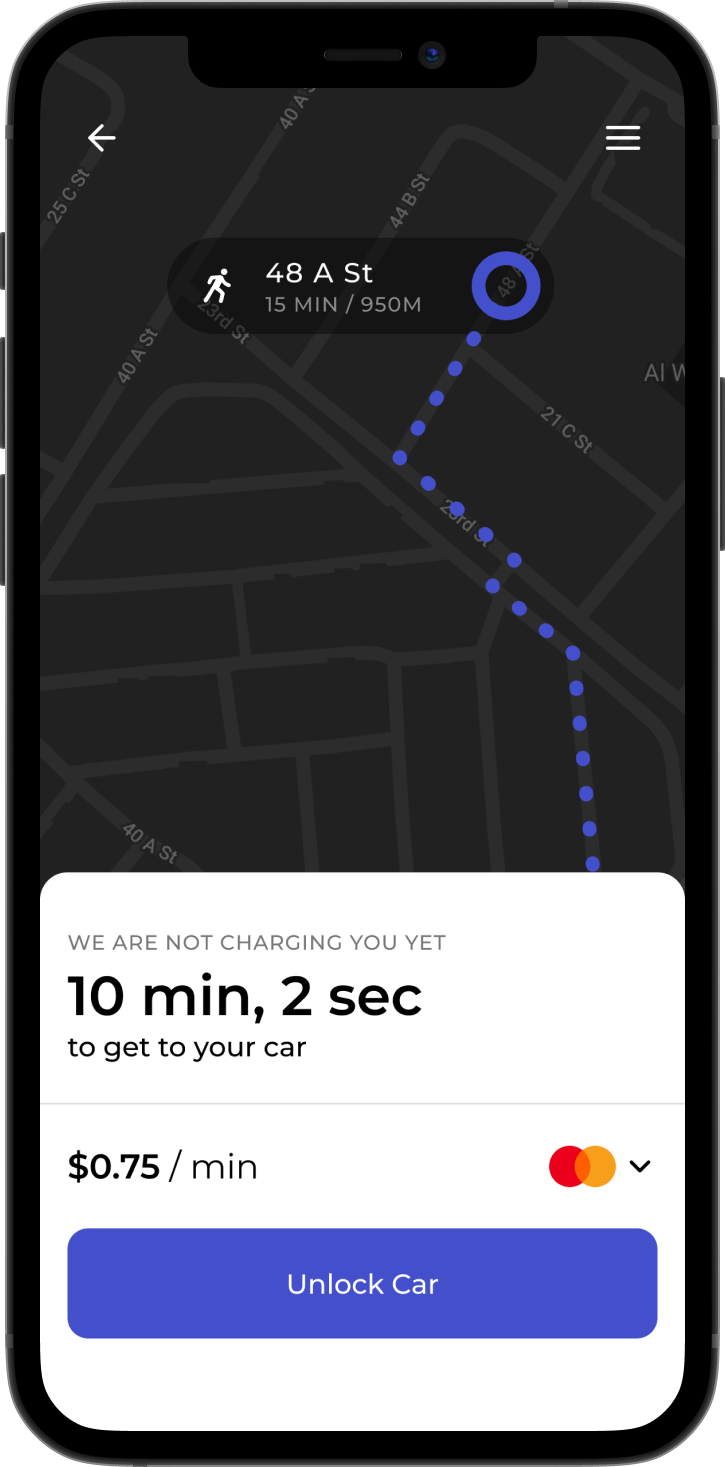 40 A S
25 C St
44 B St
48 A St
48 A St
15 MIN / 950M
23rd St
40 A St
Al W
21 C St
23rd St
40 A St
WE ARE NOT CHARGING YOU YET
10 min, 2 sec
to get to your car
$0.75 / min
Unlock Car